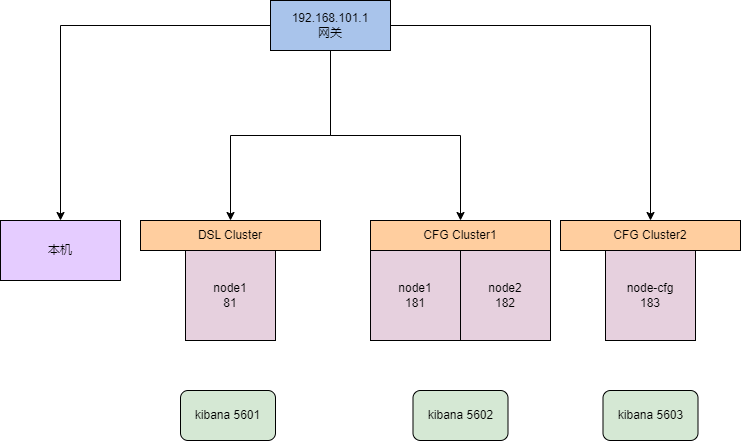 192.168.101.1
网关
本机
DSL Cluster
CFG Cluster1
CFG Cluster2
node1
81
node1
181
node2
182
node-cfg
183
kibana 5601
kibana 5602
kibana 5603